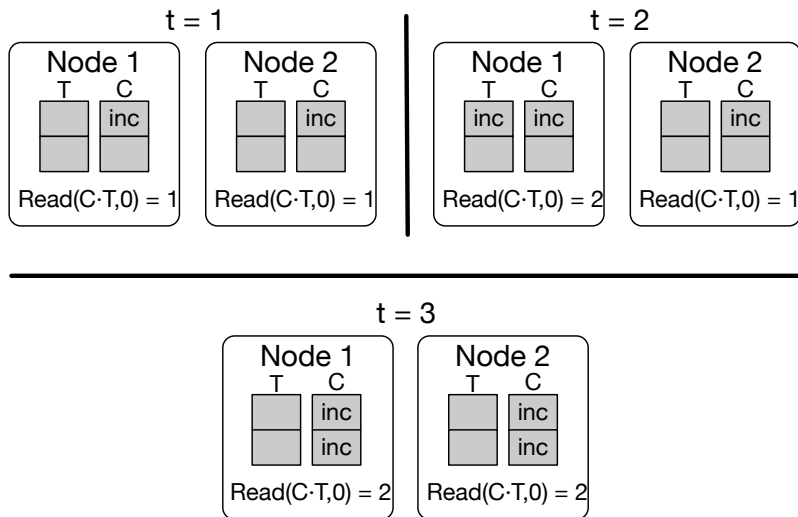 t = 1
t = 2
Node 1
Node 2
Node 1
Node 2
T C
T C
T C
T C
inc
inc
inc inc
inc
Read(C·T,0) = 1
Read(C·T,0) = 1
Read(C·T,0) = 2
Read(C·T,0) = 1
t = 3
Node 1
Node 2
T C
T C
inc
inc
inc
inc
Read(C·T,0) = 2
Read(C·T,0) = 2